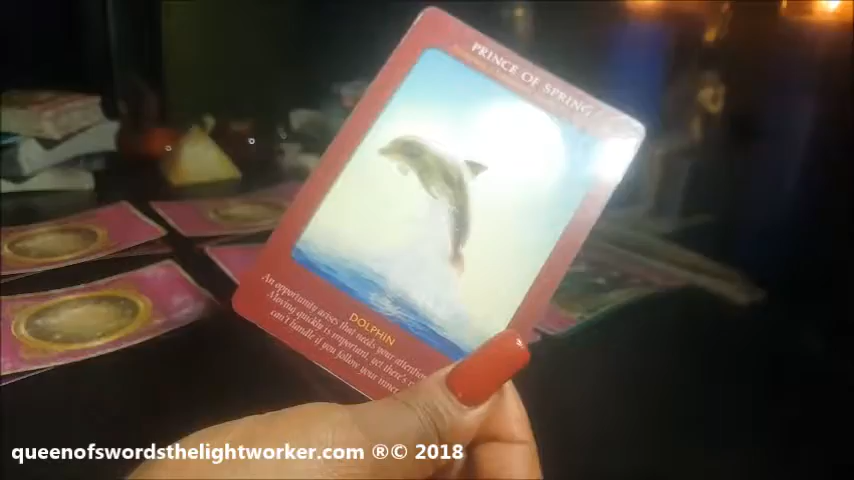 PRINCE OF SPRING
DOLPHIN
An opportunity arises that needs your attention
Moving quickly is important, yet there's
can't handle if you follow your inner
queenofswordsthelightworker.com ®© 2018